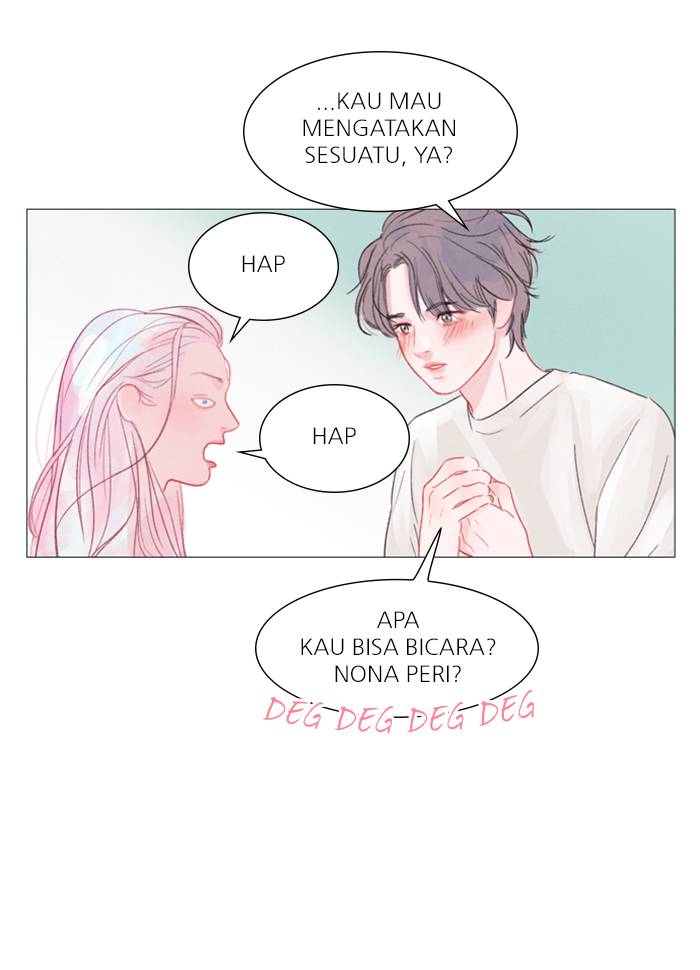 ...KAU MAU
MENGATAKAN
SESUATU, YA?
HAP
HAP
APA
KAU BISA BICARA?
NONA PERI?
DEG DEG DEG DEG